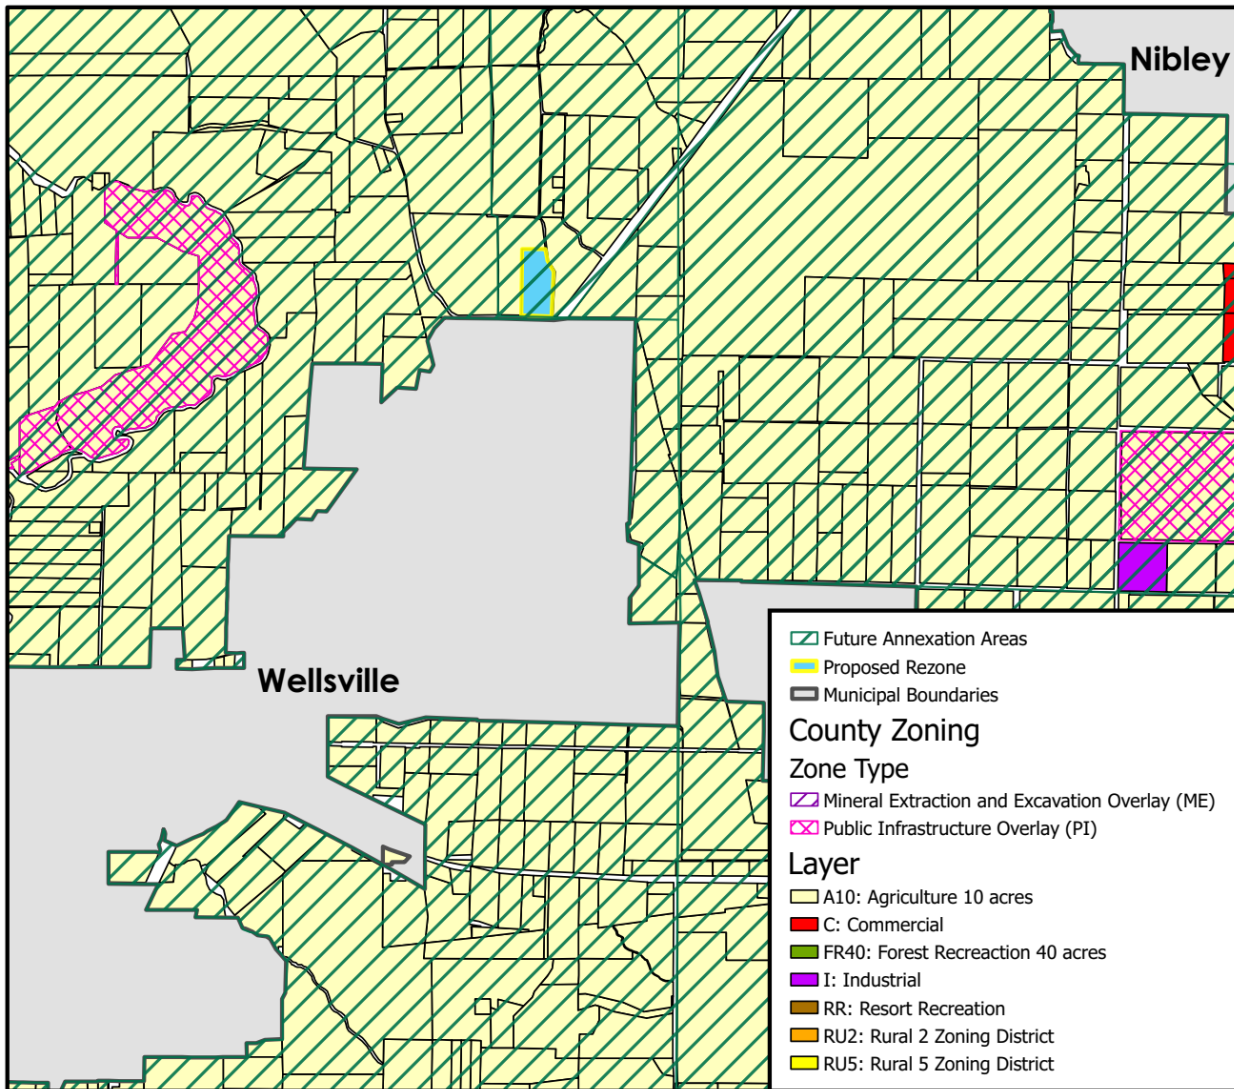 Nibley
Wellsville
Future Annexation Areas
Proposed Rezone
Municipal Boundaries
County Zoning
Zone Type
Mineral Extraction and Excavation Overlay (ME)
Public Infrastructure Overlay (PI)
Layer
A10: Agriculture 10 acres
C: Commercial
FR40: Forest Recreaction 40 acres
I: Industrial
RR: Resort Recreation
RU2: Rural 2 Zoning District
RU5: Rural 5 Zoning District